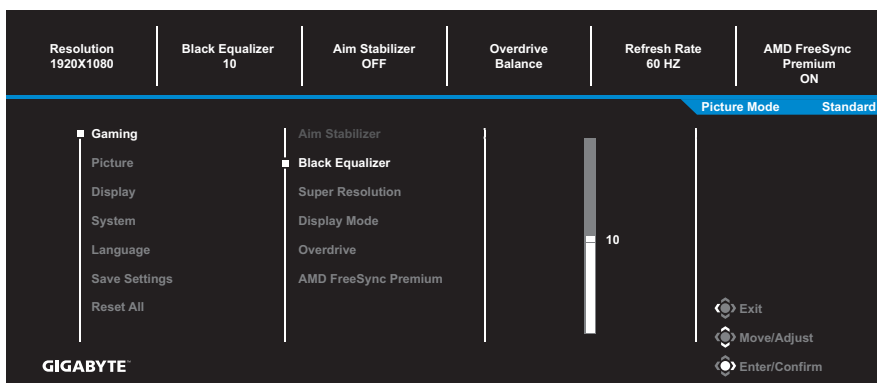 Resolution Black Equalizer Aim Stabilizer Overdrive Refresh Rate AMD FreeSync
1920X1080 10 OFF Balance 60 HZ Premium
ON
Picture Mode Standard
Gaming Aim Stabilizer
Picture Black Equalizer
Display Super Resolution
System Display Mode
10
Language Overdrive
Save Settings AMD FreeSync Premium
Reset All
Exit
Move/Adjust
GIGABYTE™ Enter/Confirm